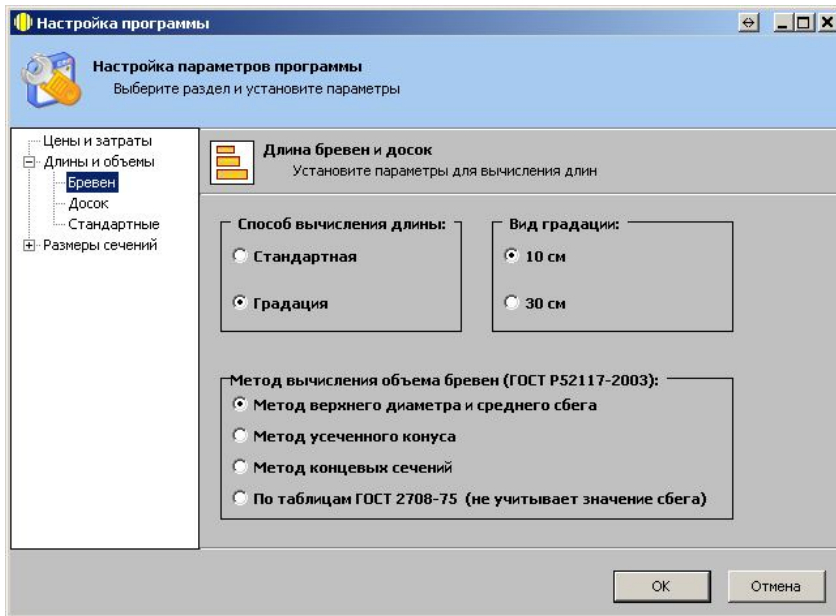 Настройка программы
Настройка параметров программы
Выберите раздел и установите параметры
Цены и затраты
Длины и объемы
Бревен
Досок
Стандартные
Размеры сечений
Длина бревен и досок
Установите параметры для вычисления длин
Способ вычисления длины:
Стандартная
Градация
Вид градации:
10 см
30 см
Метод вычисления объема бревен (ГОСТ Р52117-2003):
Метод верхнего диаметра и среднего сбега
Метод усеченного конуса
Метод концевых сечений
По таблицам ГОСТ 2708-75 (не учитывает значение сбега)
OK
Отмена